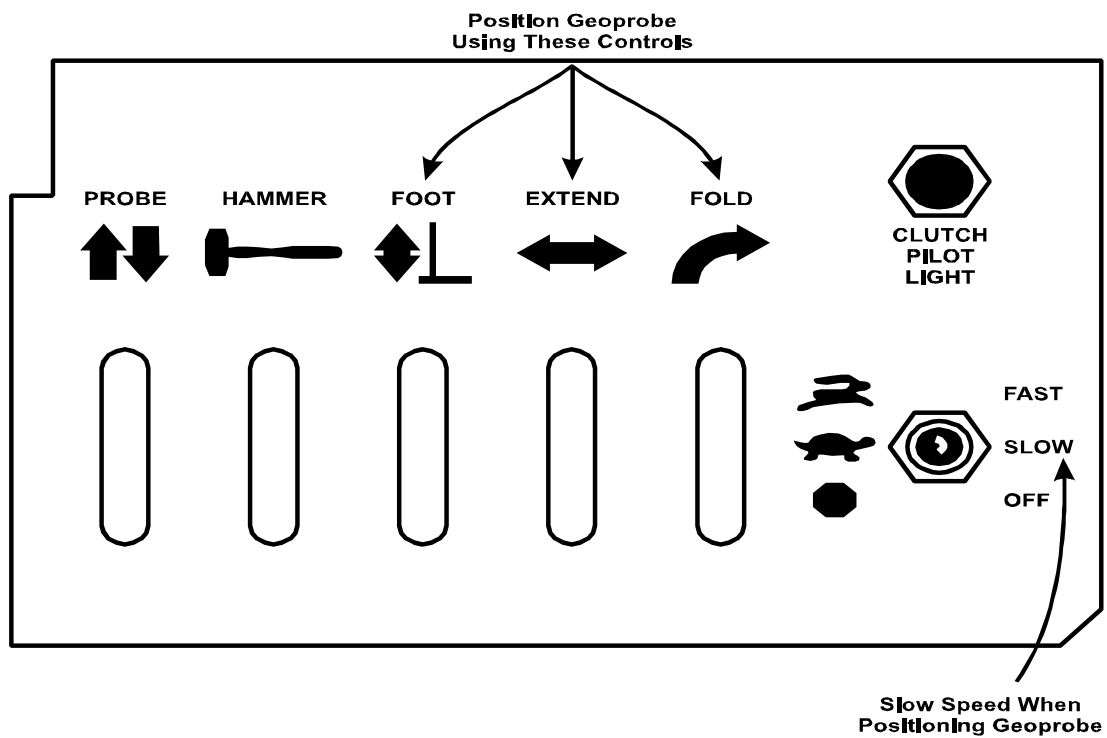 Position Geoprobe
Using These Controls
PROBE
HAMMER
FOOT
EXTEND
FOLD
CLUTCH
PILOT
LIGHT
FAST
SLOW
OFF
Slow Speed When
Positioning Geoprobe